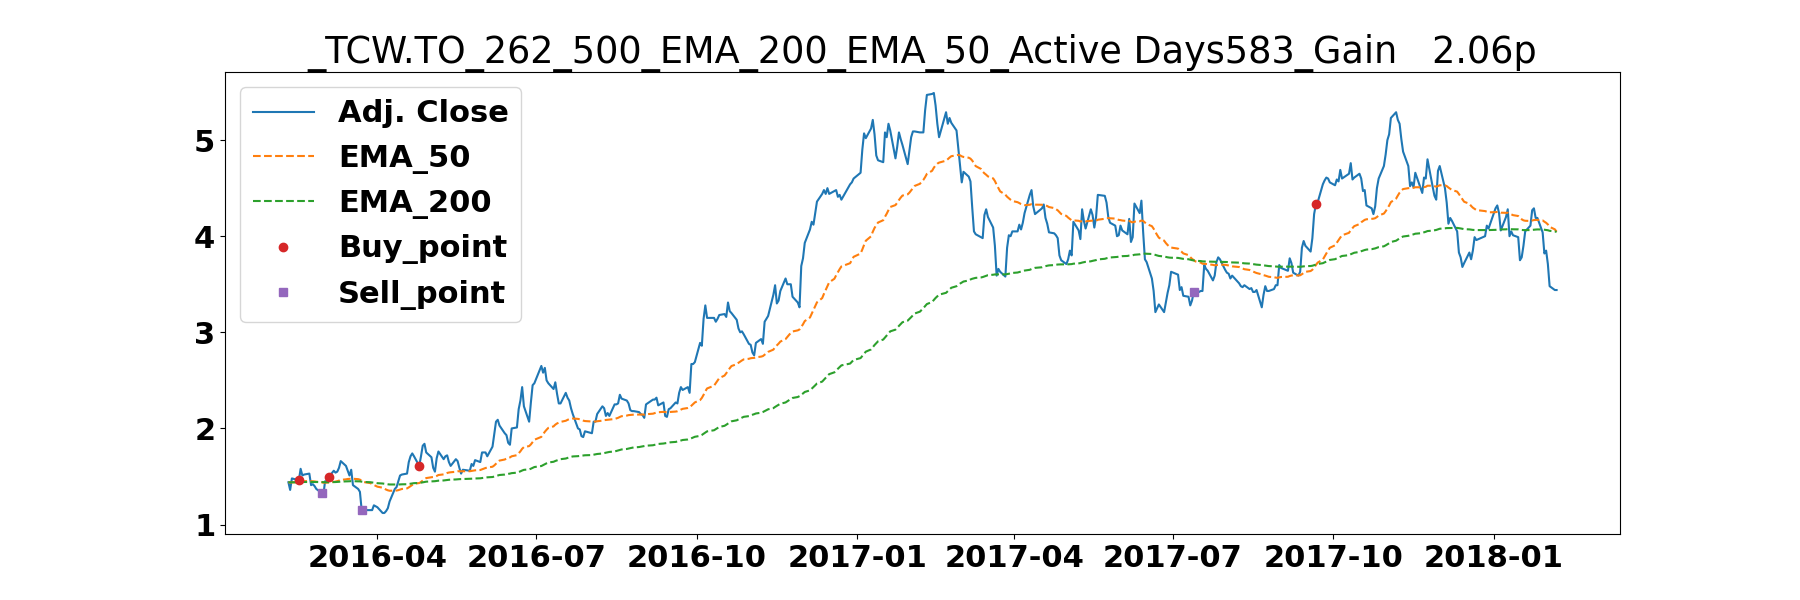 _TCW.TO_262_500_EMA_200_EMA_50_Active Days583_Gain   2.06p
Adj. Close
EMA_50
EMA_200
Buy_point
Sell_point
5
4
3
2
1
2016-04 2016-07 2016-10 2017-01 2017-04 2017-07 2017-10 2018-01